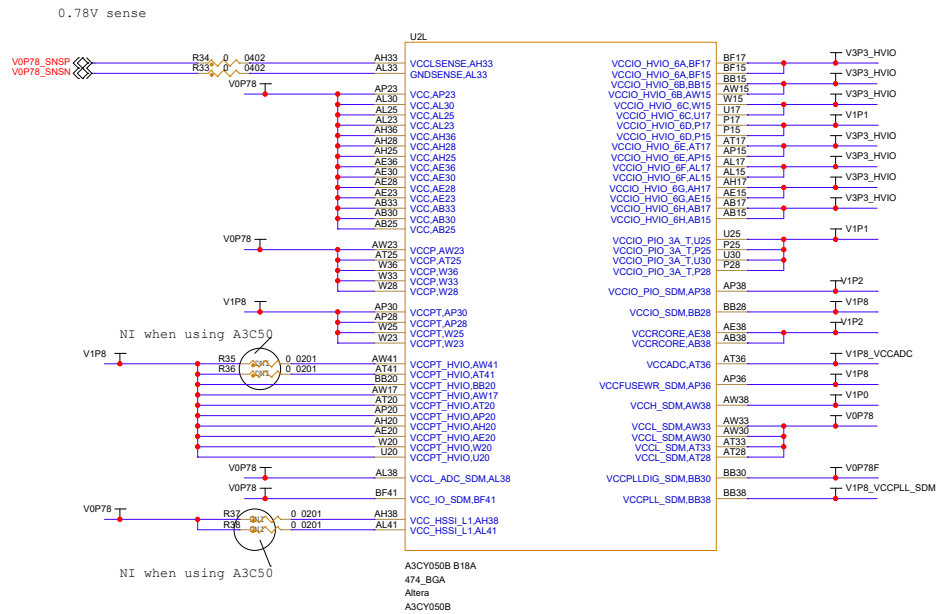 0.78V sense
U2L
V0P78_SNSP R34 0 0402 AH33 VCCLSENSE,AH33
V0P78_SNSN R33 0 0402 AL33 GNDSENSE,AL33
V0P78
AP23 VCC,AP23
AL30 VCC,AL30
AL25 VCC,AL25
AL23 VCC,AL23
AH36 VCC,AH36
AH28 VCC,AH28
AH25 VCC,AH25
AE36 VCC,AE36
AE30 VCC,AE30
AE28 VCC,AE28
AE23 VCC,AE23
AB33 VCC,AB33
AB30 VCC,AB30
AB25 VCC,AB25
V0P78
AW23 VCCP,AW23
AT25 VCCP,AT25
W36 VCCP,W36
W33 VCCP,W33
W28 VCCP,W28
V1P8
AP30 VCCPT,AP30
AP28 VCCPT,AP28
W25 VCCPT,W25
W23 VCCPT,W23
NI when using A3C50
V1P8
R35 DNI 0 0201 AW41 VCCPT_HVIO,AW41
R36 DNI 0 0201 AT41 VCCPT_HVIO,AT41
BB20 VCCPT_HVIO,BB20
AW17 VCCPT_HVIO,AW17
AT20 VCCPT_HVIO,AT20
AP20 VCCPT_HVIO,AP20
AH20 VCCPT_HVIO,AH20
AE20 VCCPT_HVIO,AE20
W20 VCCPT_HVIO,W20
U20 VCCPT_HVIO,U20
V0P78 AL38 VCCL_ADC_SDM,AL38
V0P78 BF41 VCC_IO_SDM,BF41
V0P78
R37 DNI 0 0201 AH38 VCC_HSSI_L1,AH38
R38 DNI 0 0201 AL41 VCC_HSSI_L1,AL41
NI when using A3C50
VCCIO_HVIO_6A,BF17 BF17 V3P3_HVIO
VCCIO_HVIO_6A,BF15 BF15
VCCIO_HVIO_6B,BB15 BB15 V3P3_HVIO
VCCIO_HVIO_6B,AW15 AW15
VCCIO_HVIO_6C,W15 W15 V3P3_HVIO
VCCIO_HVIO_6C,U17 U17
VCCIO_HVIO_6D,P17 P17 V1P1
VCCIO_HVIO_6D,P15 P15
VCCIO_HVIO_6E,AT17 AT17 V3P3_HVIO
VCCIO_HVIO_6E,AP15 AP15
VCCIO_HVIO_6F,AL17 AL17 V3P3_HVIO
VCCIO_HVIO_6F,AL15 AL15
VCCIO_HVIO_6G,AH17 AH17 V3P3_HVIO
VCCIO_HVIO_6G,AE15 AE15
VCCIO_HVIO_6H,AB17 AB17 V3P3_HVIO
VCCIO_HVIO_6H,AB15 AB15
VCCIO_PIO_3A_T,U25 U25 V1P1
VCCIO_PIO_3A_T,P25 P25
VCCIO_PIO_3A_T,U30 U30
VCCIO_PIO_3A_T,P28 P28
VCCIO_PIO_SDM,AP38 AP38 V1P2
VCCIO_SDM,BB28 BB28 V1P8
VCCRCORE,AE38 AE38 V1P2
VCCRCORE,AB38 AB38
VCCADC,AT36 AT36 V1P8_VCCADC
VCCFUSEWR_SDM,AP36 AP36 V1P8
VCCH_SDM,AW38 AW38 V1P0
VCCL_SDM,AW33 AW33 V0P78
VCCL_SDM,AW30 AW30
VCCL_SDM,AT33 AT33
VCCL_SDM,AT28 AT28
VCCPLLDIG_SDM,BB30 BB30 V0P78F
VCCPLL_SDM,BB38 BB38 V1P8_VCCPLL_SDM
A3CY050B B18A
474_BGA
Altera
A3CY050B